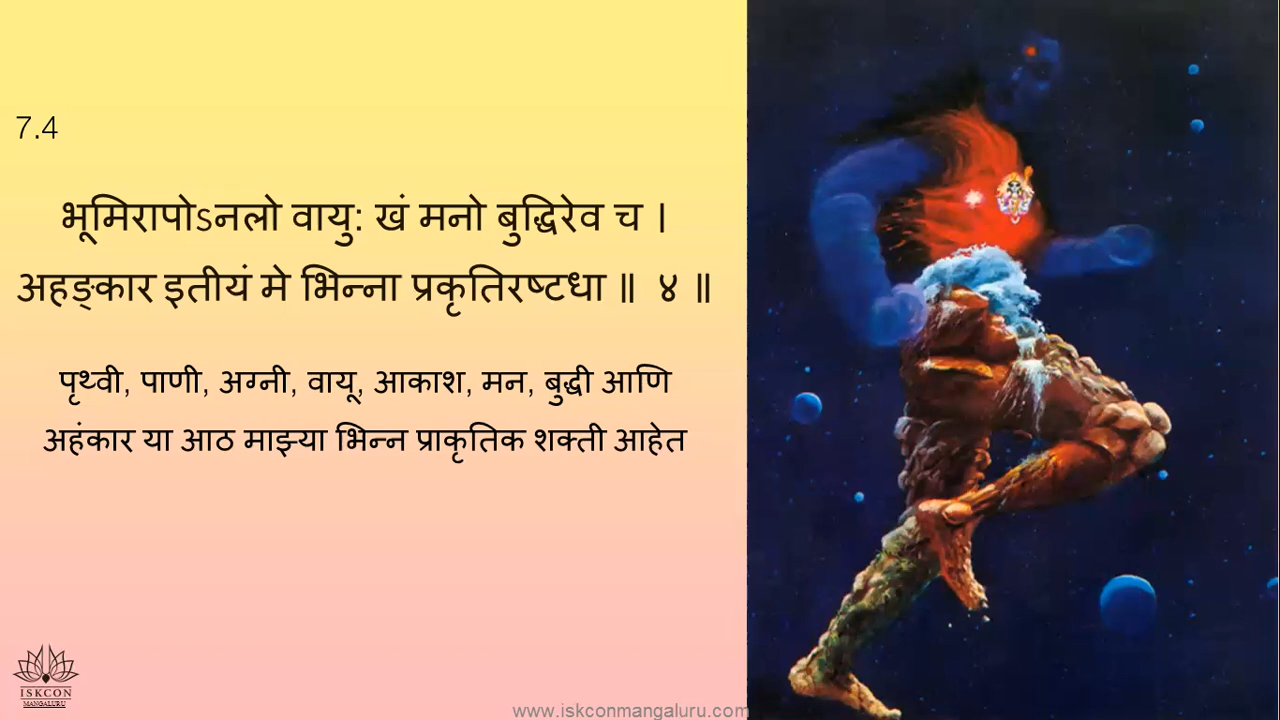 7.4
भूमिरापोऽनलो वायु: खं मनो बुद्धिरेव च ।
अहङ्कार इतीयं मे भिन्ना प्रकृतिरष्टधा ॥ ४ ॥
पृथ्वी, पाणी, अग्नी, वायू, आकाश, मन, बुद्धी आणि
अहंकार या आठ माझ्या भिन्न प्राकृतिक शक्ती आहेत
ISKCON
MANGALURU
www.iskconmangaluru.com